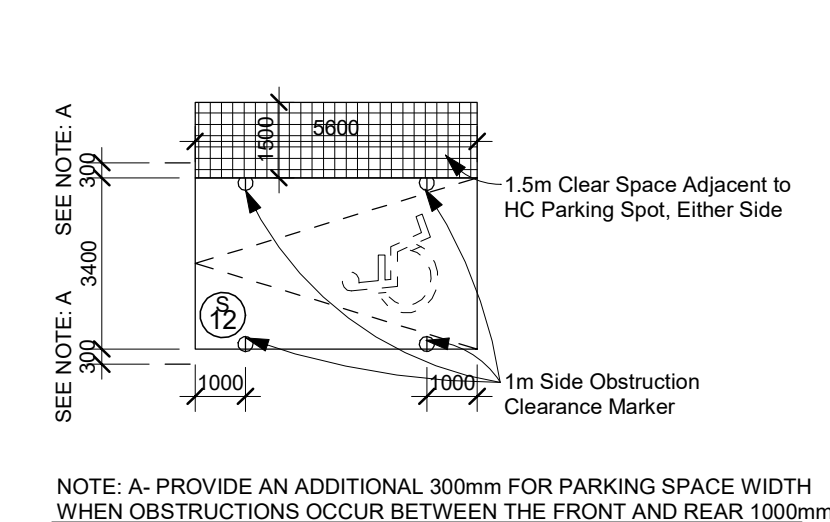 SEE NOTE: A
300
3400
SEE NOTE: A
300
1500
5600
1.5m Clear Space Adjacent to
HC Parking Spot, Either Side
S
12
1000
1000
1m Side Obstruction
Clearance Marker
NOTE: A- PROVIDE AN ADDITIONAL 300mm FOR PARKING SPACE WIDTH
WHEN OBSTRUCTIONS OCCUR BETWEEN THE FRONT AND REAR 1000mm